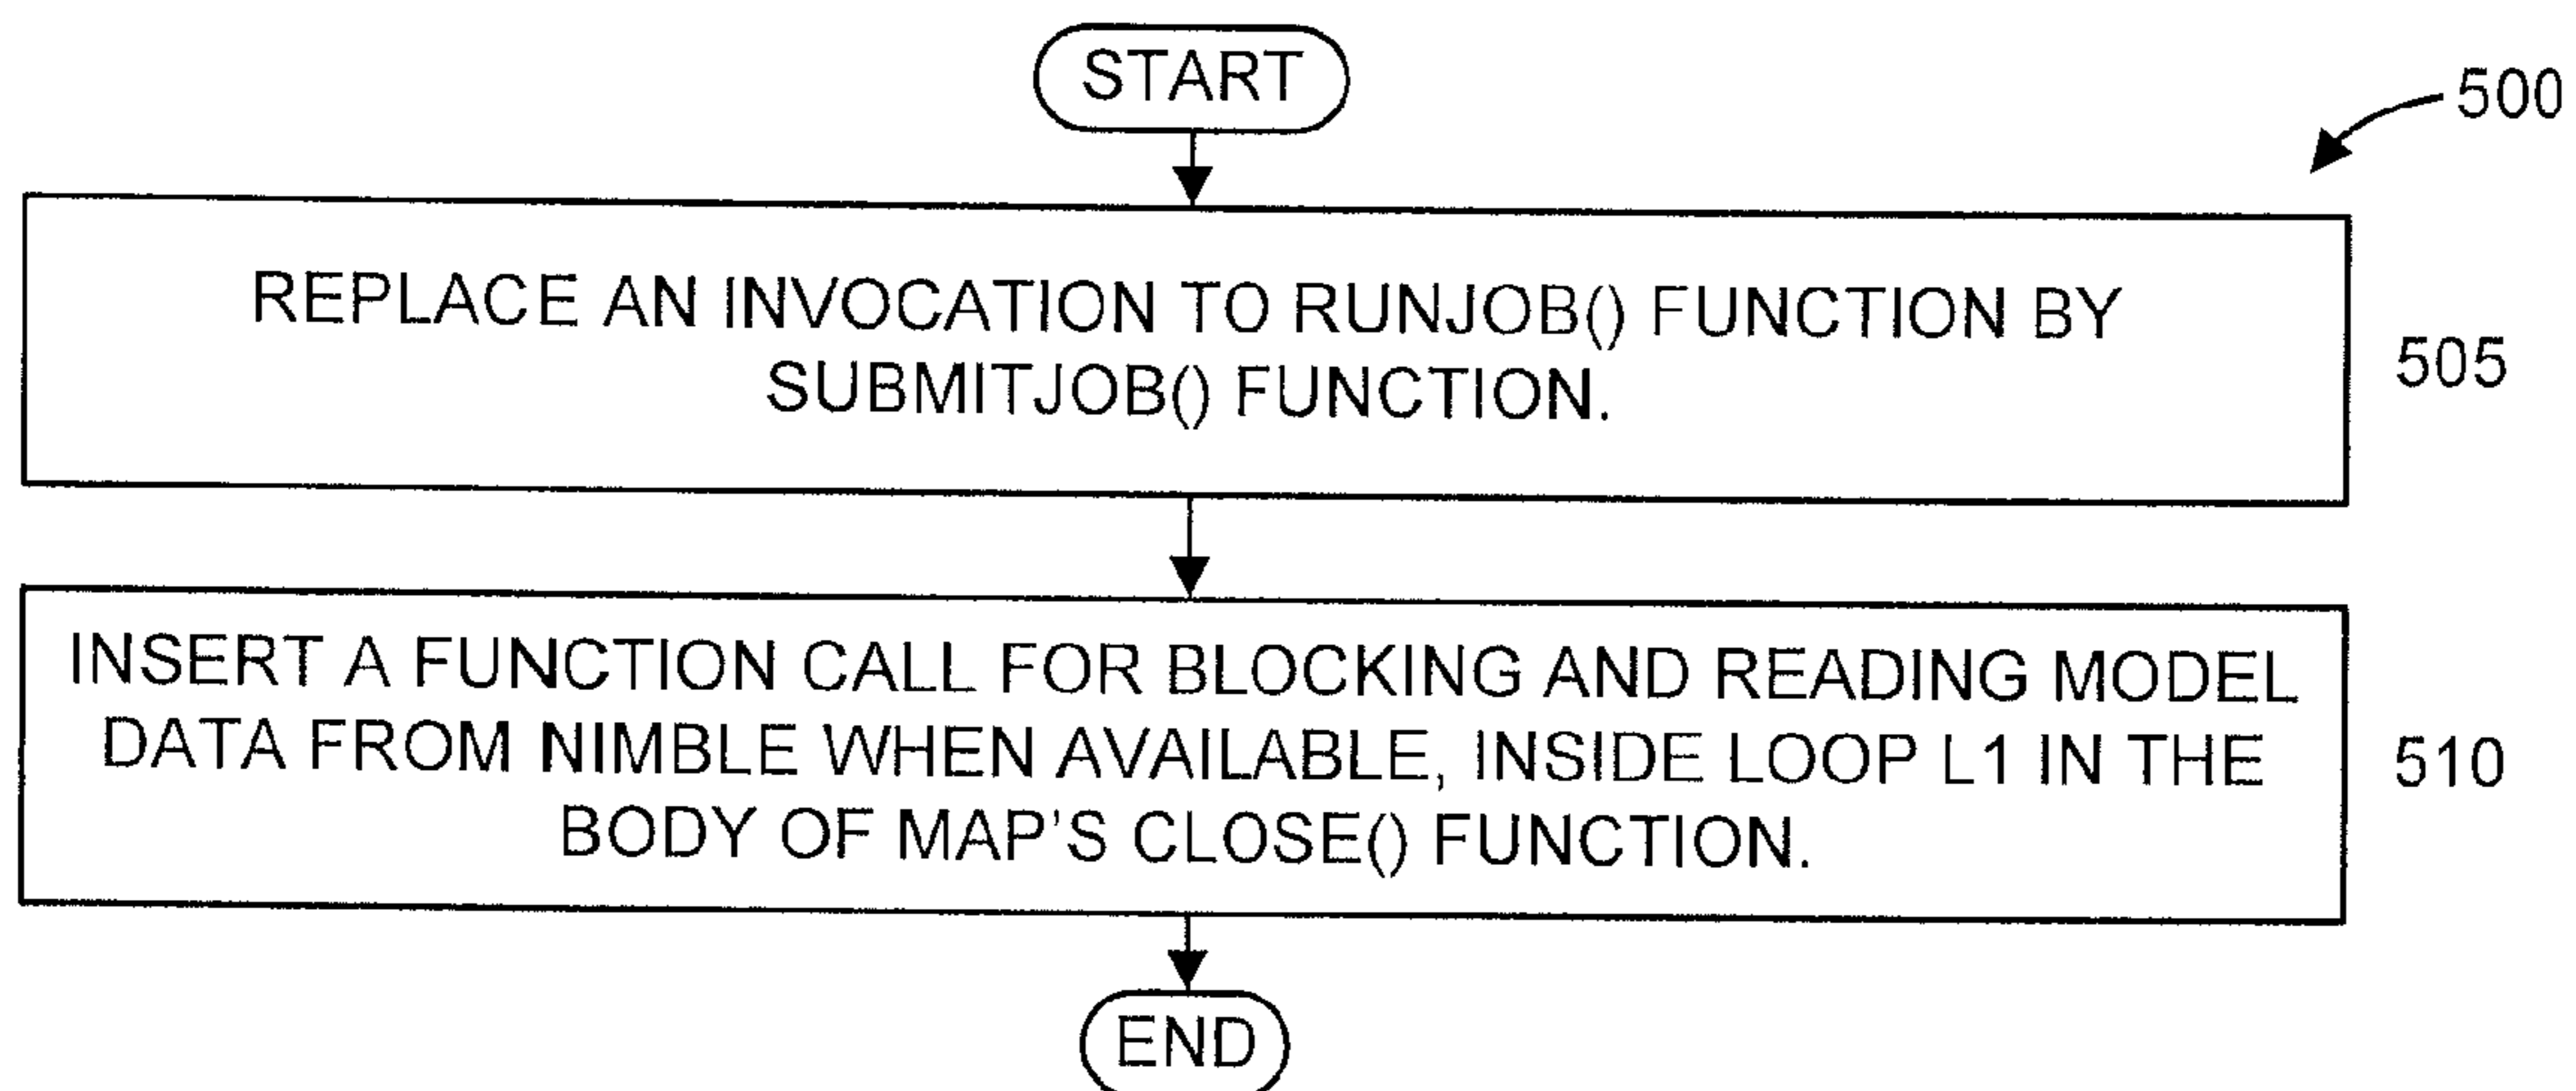 START
500
REPLACE AN INVOCATION TO RUNJOB() FUNCTION BY
SUBMITJOB() FUNCTION.
505
INSERT A FUNCTION CALL FOR BLOCKING AND READING MODEL
DATA FROM NIMBLE WHEN AVAILABLE, INSIDE LOOP L1 IN THE
BODY OF MAP'S CLOSE() FUNCTION.
510
END